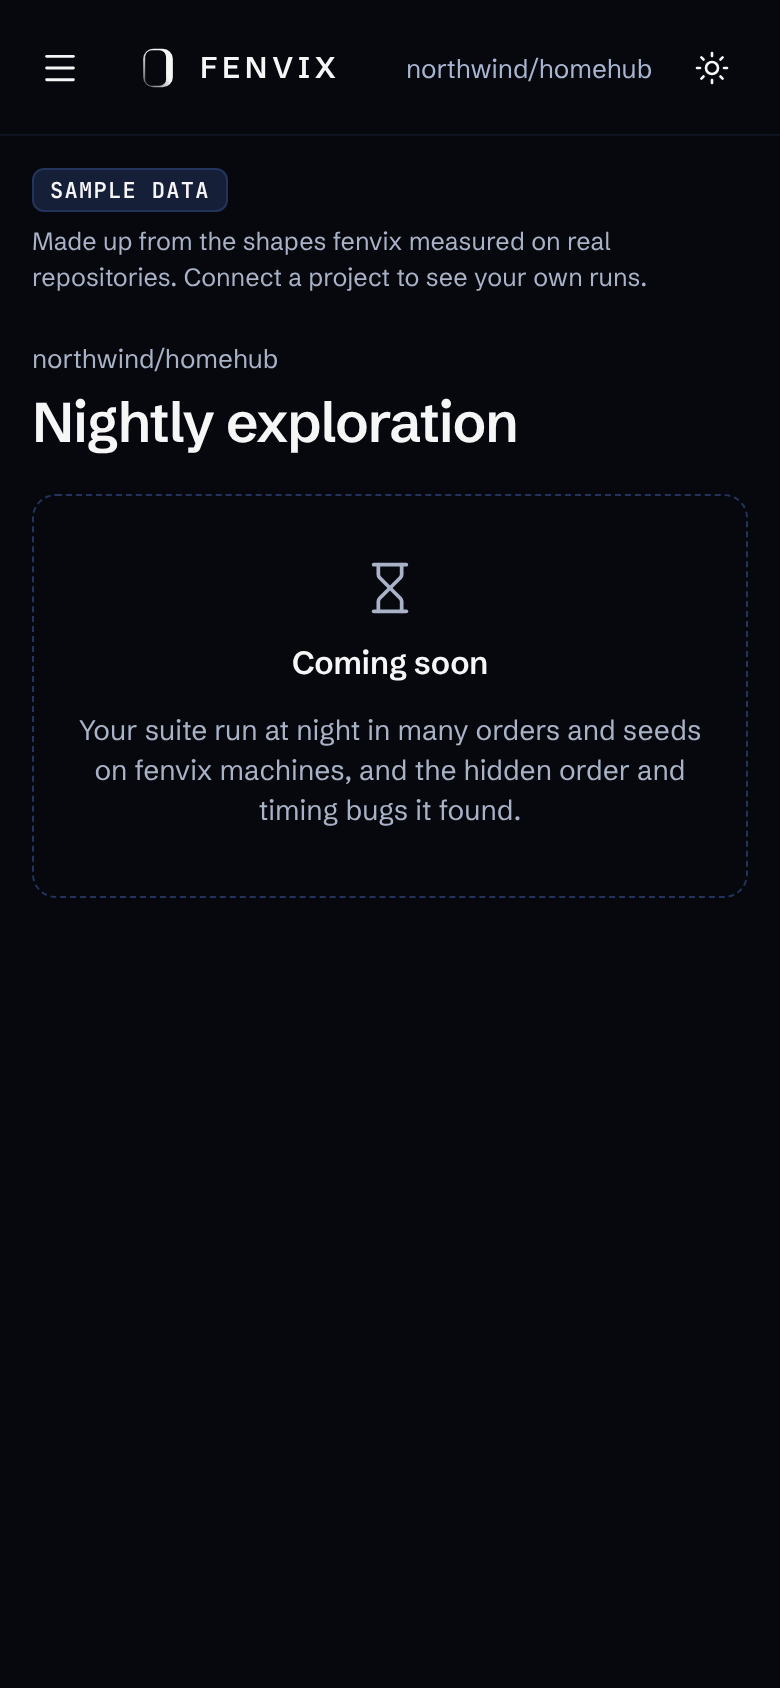 FENVIX
northwind/homehub
SAMPLE DATA
Made up from the shapes fenvix measured on real
repositories. Connect a project to see your own runs.
northwind/homehub
Nightly exploration
Coming soon
Your suite run at night in many orders and seeds
on fenvix machines, and the hidden order and
timing bugs it found.